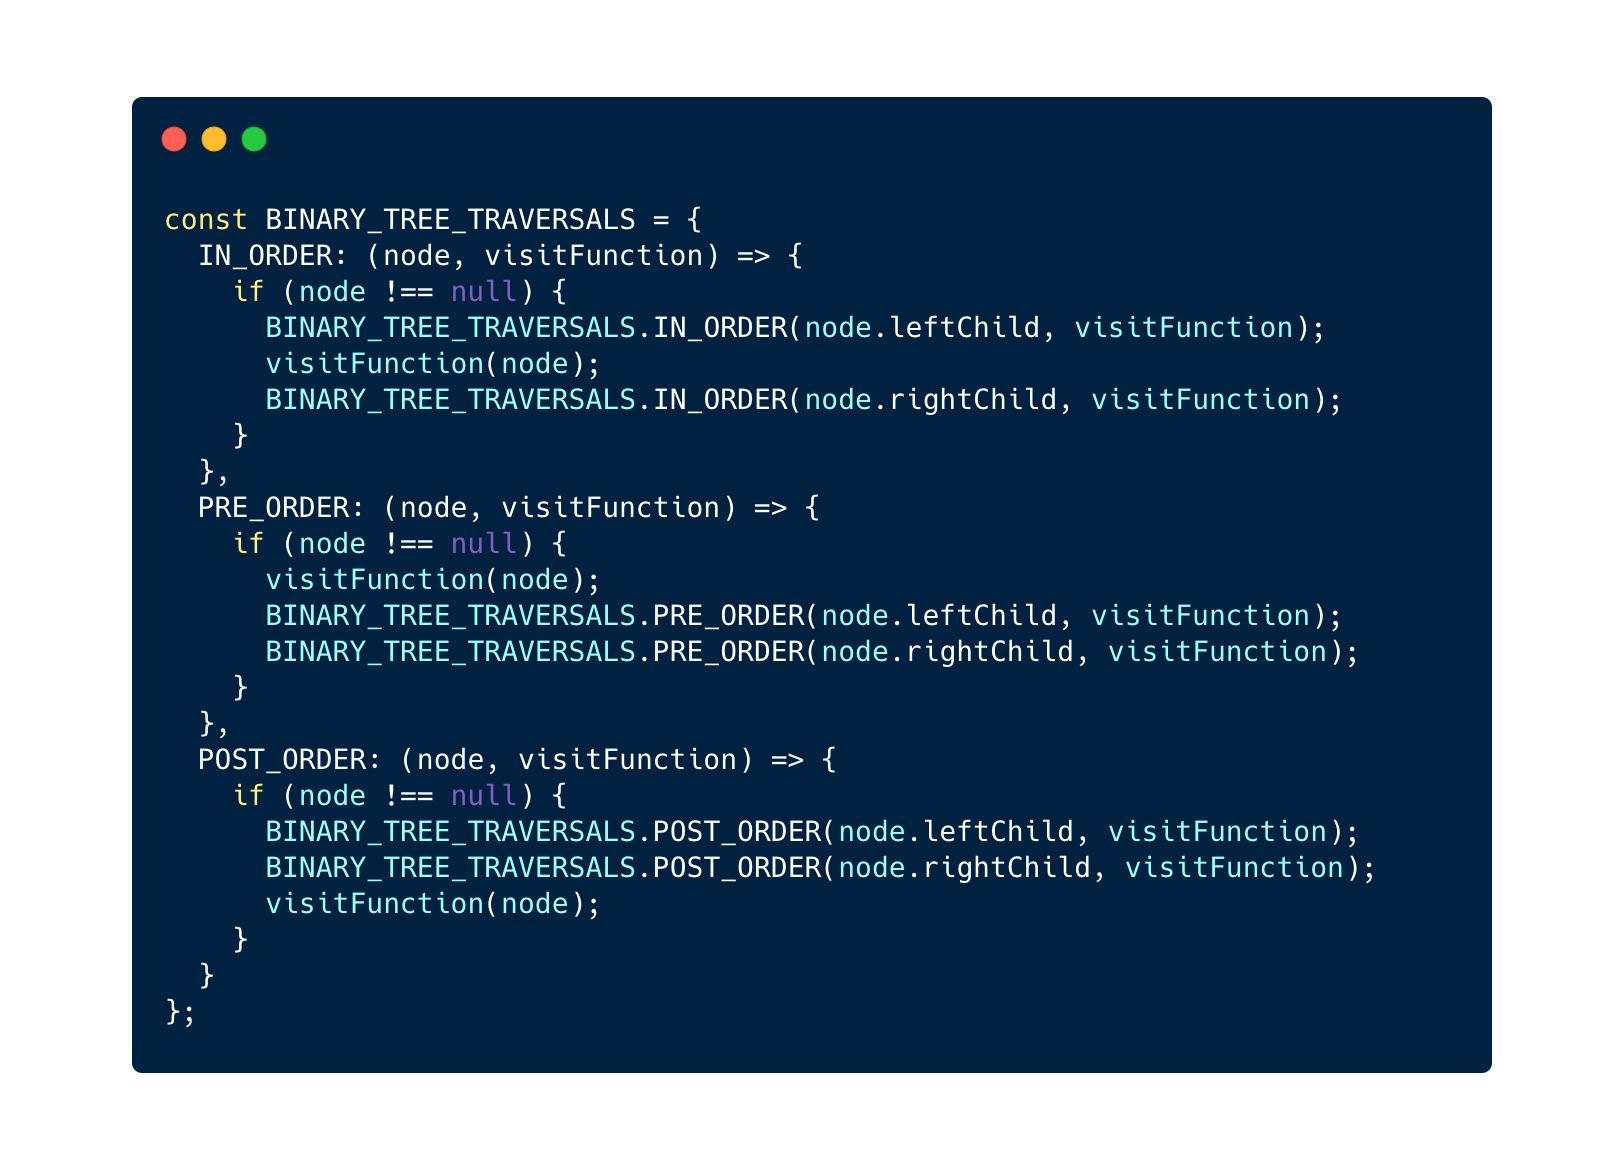 const BINARY_TREE_TRAVERSALS = {
  IN_ORDER: (node, visitFunction) => {
    if (node !== null) {
      BINARY_TREE_TRAVERSALS.IN_ORDER(node.leftChild, visitFunction);
      visitFunction(node);
      BINARY_TREE_TRAVERSALS.IN_ORDER(node.rightChild, visitFunction);
    }
  },
  PRE_ORDER: (node, visitFunction) => {
    if (node !== null) {
      visitFunction(node);
      BINARY_TREE_TRAVERSALS.PRE_ORDER(node.leftChild, visitFunction);
      BINARY_TREE_TRAVERSALS.PRE_ORDER(node.rightChild, visitFunction);
    }
  },
  POST_ORDER: (node, visitFunction) => {
    if (node !== null) {
      BINARY_TREE_TRAVERSALS.POST_ORDER(node.leftChild, visitFunction);
      BINARY_TREE_TRAVERSALS.POST_ORDER(node.rightChild, visitFunction);
      visitFunction(node);
    }
  }
};